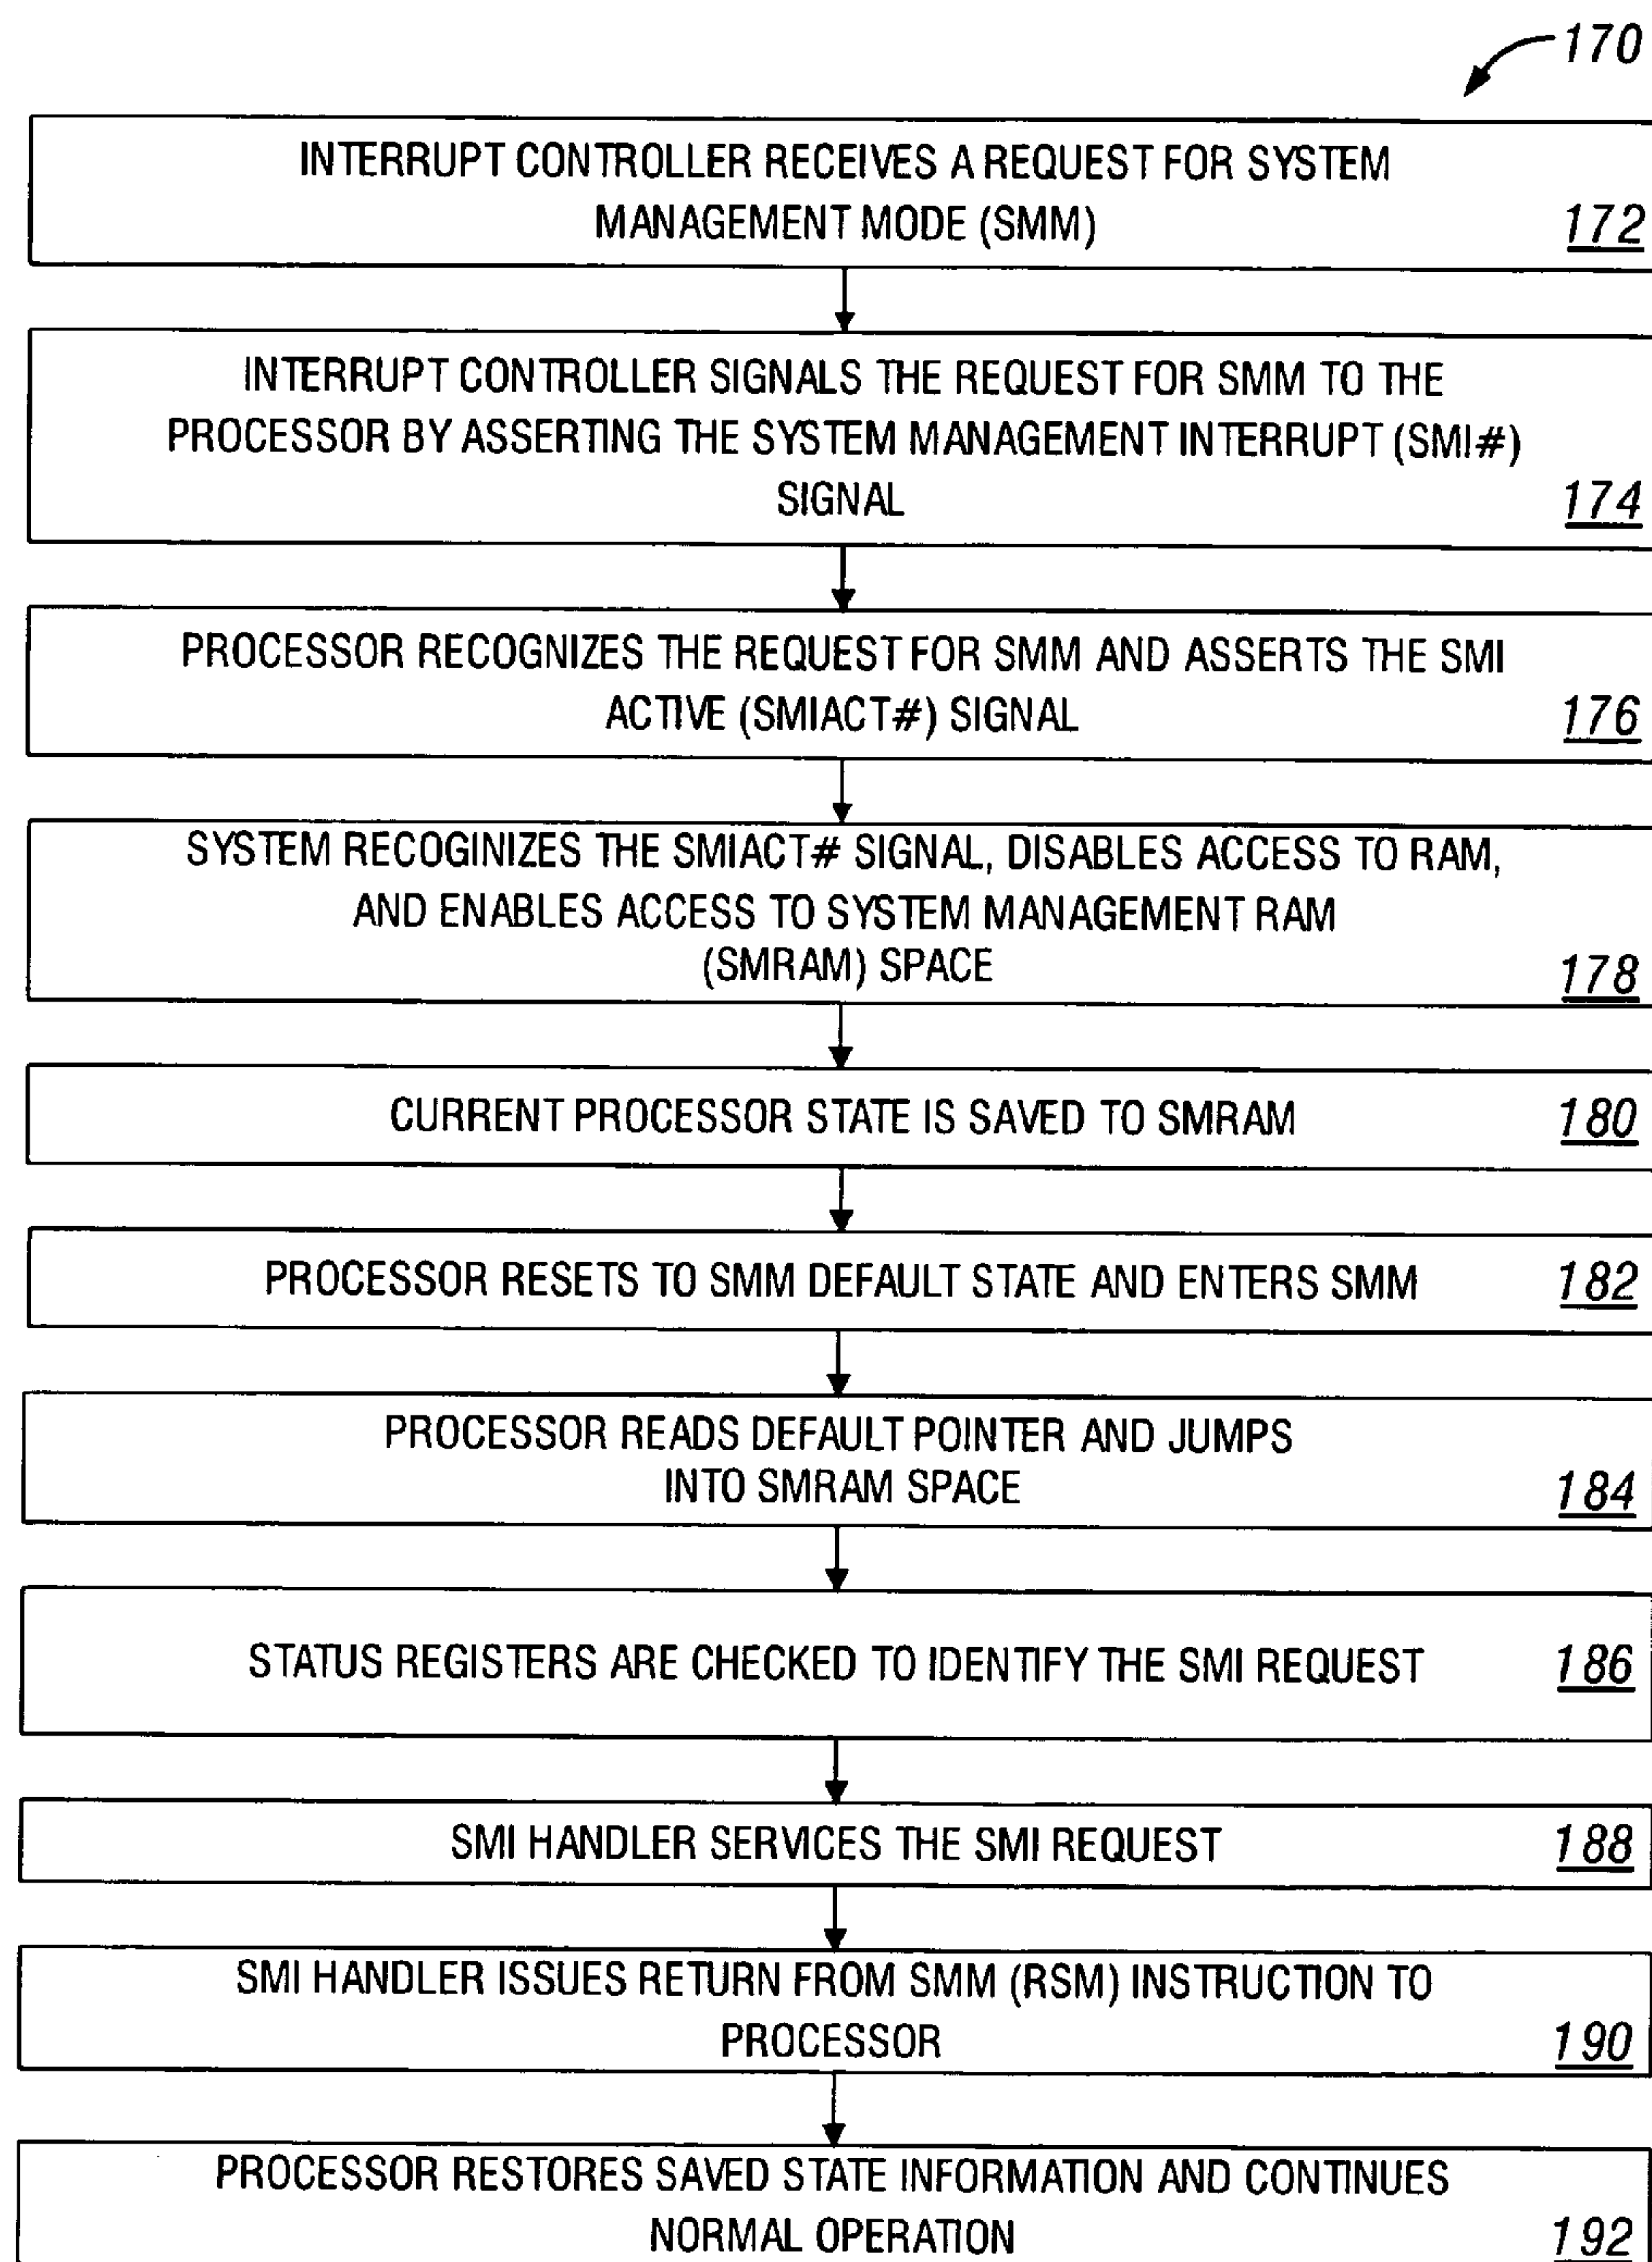 170
INTERRUPT CONTROLLER RECEIVES A REQUEST FOR SYSTEM
MANAGEMENT MODE (SMM)
172
INTERRUPT CONTROLLER SIGNALS THE REQUEST FOR SMM TO THE
PROCESSOR BY ASSERTING THE SYSTEM MANAGEMENT INTERRUPT (SMI#)
SIGNAL
174
PROCESSOR RECOGNIZES THE REQUEST FOR SMM AND ASSERTS THE SMI
ACTIVE (SMIACT#) SIGNAL
176
SYSTEM RECOGINIZES THE SMIACT# SIGNAL, DISABLES ACCESS TO RAM,
AND ENABLES ACCESS TO SYSTEM MANAGEMENT RAM
(SMRAM) SPACE
178
CURRENT PROCESSOR STATE IS SAVED TO SMRAM
180
PROCESSOR RESETS TO SMM DEFAULT STATE AND ENTERS SMM
182
PROCESSOR READS DEFAULT POINTER AND JUMPS
INTO SMRAM SPACE
184
STATUS REGISTERS ARE CHECKED TO IDENTIFY THE SMI REQUEST
186
SMI HANDLER SERVICES THE SMI REQUEST
188
SMI HANDLER ISSUES RETURN FROM SMM (RSM) INSTRUCTION TO
PROCESSOR
190
PROCESSOR RESTORES SAVED STATE INFORMATION AND CONTINUES
NORMAL OPERATION
192